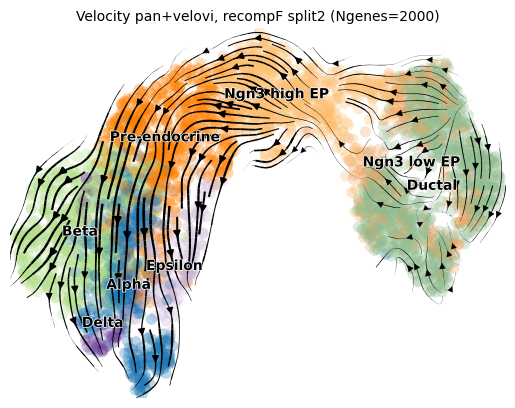 Velocity pan+velovi, recompF split2 (Ngenes=2000)
Ngn3 high EP
Pre-endocrine
Ngn3 low EP
Ductal
Beta
Epsilon
Alpha
Delta